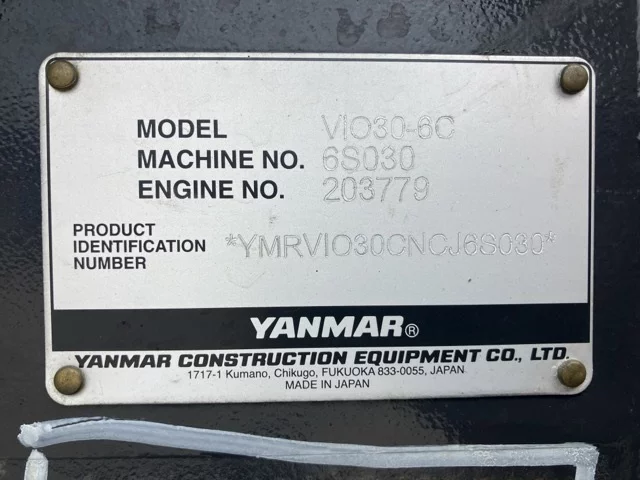 MODEL VIO30-6C
MACHINE NO. 6S030
ENGINE NO. 203779
PRODUCT
IDENTIFICATION
NUMBER
*YMRVIO30CNCJ6S030*
YANMAR®
YANMAR CONSTRUCTION EQUIPMENT CO., LTD.
1717-1 Kumano, Chikugo, FUKUOKA 833-0055, JAPAN
MADE IN JAPAN